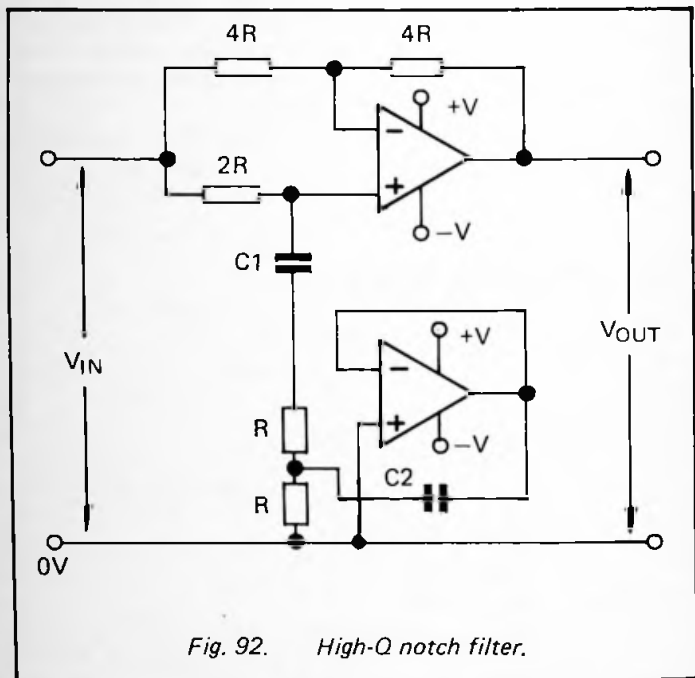 4R
4R
+V
−
2R
+
−V
C1
+V
VIN
−
VOUT
+
R
−V
C2
R
0V
Fig. 92. High-Q notch filter.